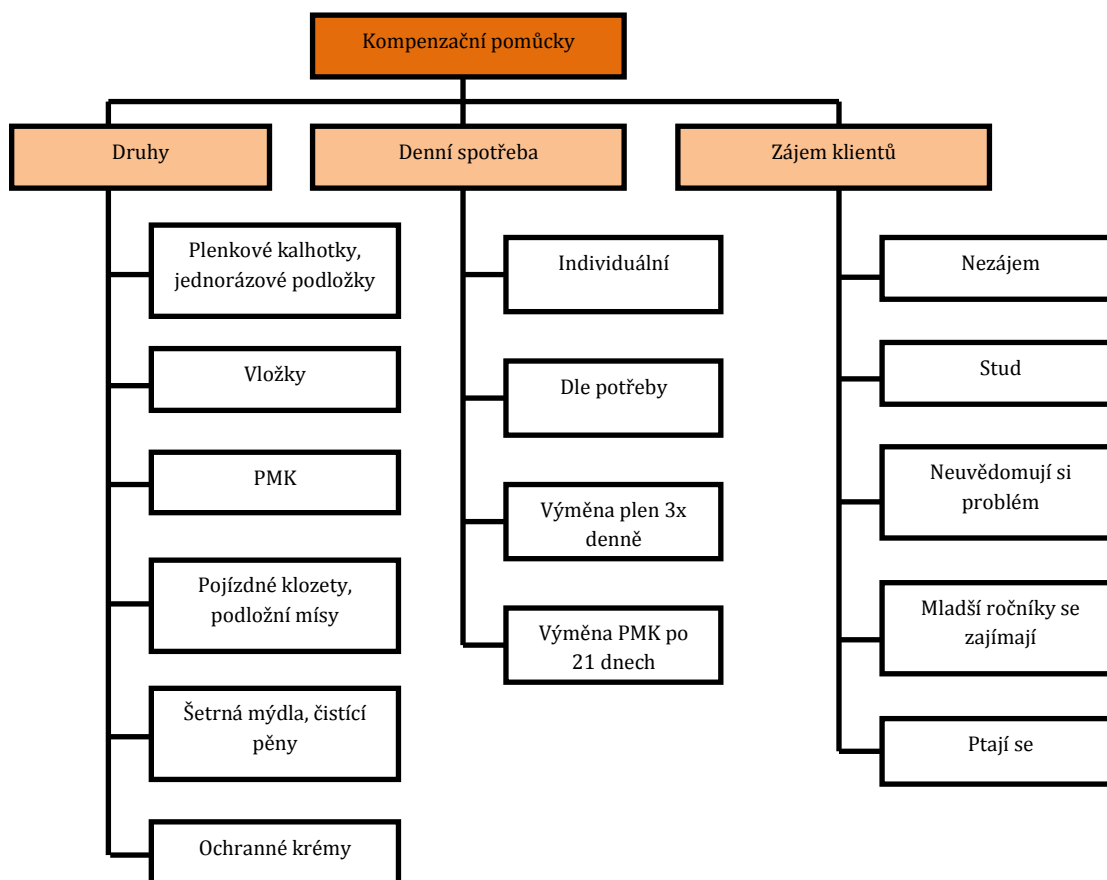 Kompenzační pomůcky
Druhy
Denní spotřeba
Zájem klientů
Plenkové kalhotky,
jednorázové podložky
Vložky
PMK
Pojízdné klozety,
podložní mísy
Šetrná mýdla, čistící
pěny
Ochranné krémy
Individuální
Dle potřeby
Výměna plen 3x
denně
Výměna PMK po
21 dnech
Nezájem
Stud
Neuvědomují si
problém
Mladší ročníky se
zajímají
Ptají se